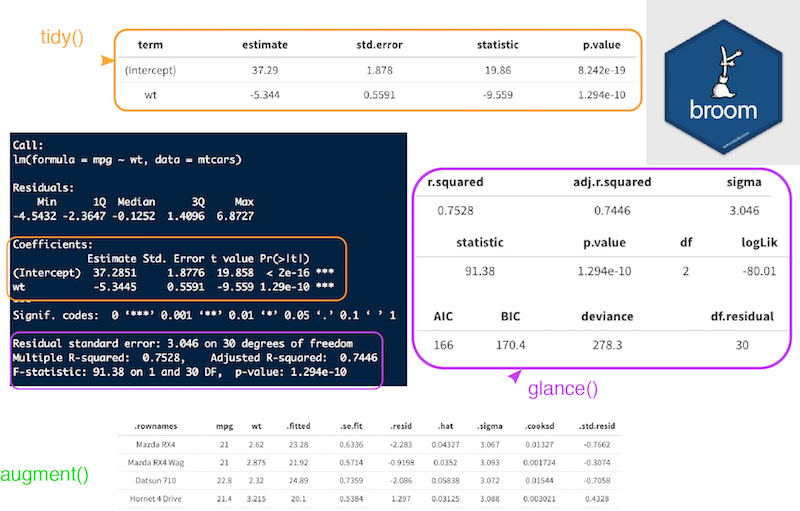 tidy()
term estimate std.error statistic p.value
(Intercept) 37.29 1.878 19.86 8.242e-19
wt -5.344 0.5591 -9.559 1.294e-10
broom
Call:
lm(formula = mpg ~ wt, data = mtcars)
Residuals:
Min 1Q Median 3Q Max
-4.5432 -2.3647 -0.1252 1.4096 6.8727
Coefficients:
Estimate Std. Error t value Pr(>|t|)
(Intercept) 37.2851 1.8776 19.858 < 2e-16 ***
wt -5.3445 0.5591 -9.559 1.29e-10 ***
---
Signif. codes: 0 ‘***’ 0.001 ‘**’ 0.01 ‘*’ 0.05 ‘.’ 0.1 ‘ ’ 1
Residual standard error: 3.046 on 30 degrees of freedom
Multiple R-squared: 0.7528, Adjusted R-squared: 0.7446
F-statistic: 91.38 on 1 and 30 DF, p-value: 1.294e-10
r.squared adj.r.squared sigma
0.7528 0.7446 3.046
statistic p.value df logLik
91.38 1.294e-10 2 -80.01
AIC BIC deviance df.residual
166 170.4 278.3 30
glance()
augment()
.rownames mpg wt .fitted .se.fit .resid .hat .sigma .cooksd .std.resid
Mazda RX4 21 2.62 23.28 0.6336 -2.283 0.04327 3.067 0.01327 -0.7662
Mazda RX4 Wag 21 2.875 21.92 0.5714 -0.9198 0.0352 3.093 0.001724 -0.3074
Datsun 710 22.8 2.32 24.89 0.7359 -2.086 0.05838 3.072 0.01544 -0.7058
Hornet 4 Drive 21.4 3.215 20.1 0.5384 1.297 0.03125 3.088 0.003021 0.4328